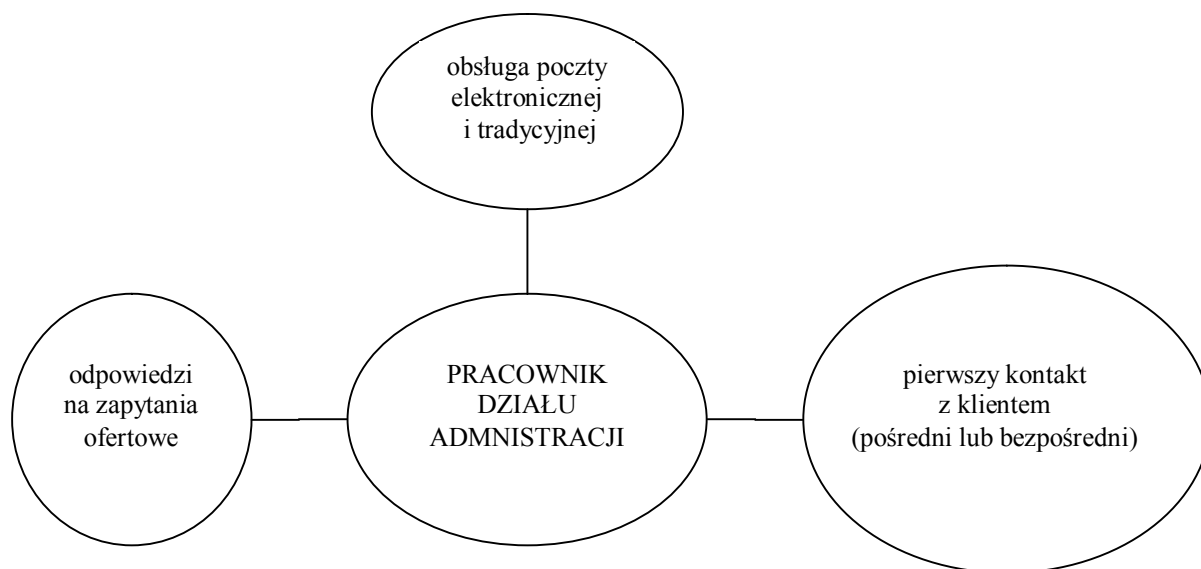 obsługa poczty
elektronicznej
i tradycyjnej
odpowiedzi
na zapytania
ofertowe
PRACOWNIK
DZIAŁU
ADMNISTRACJI
pierwszy kontakt
z klientem
(pośredni lub bezpośredni)